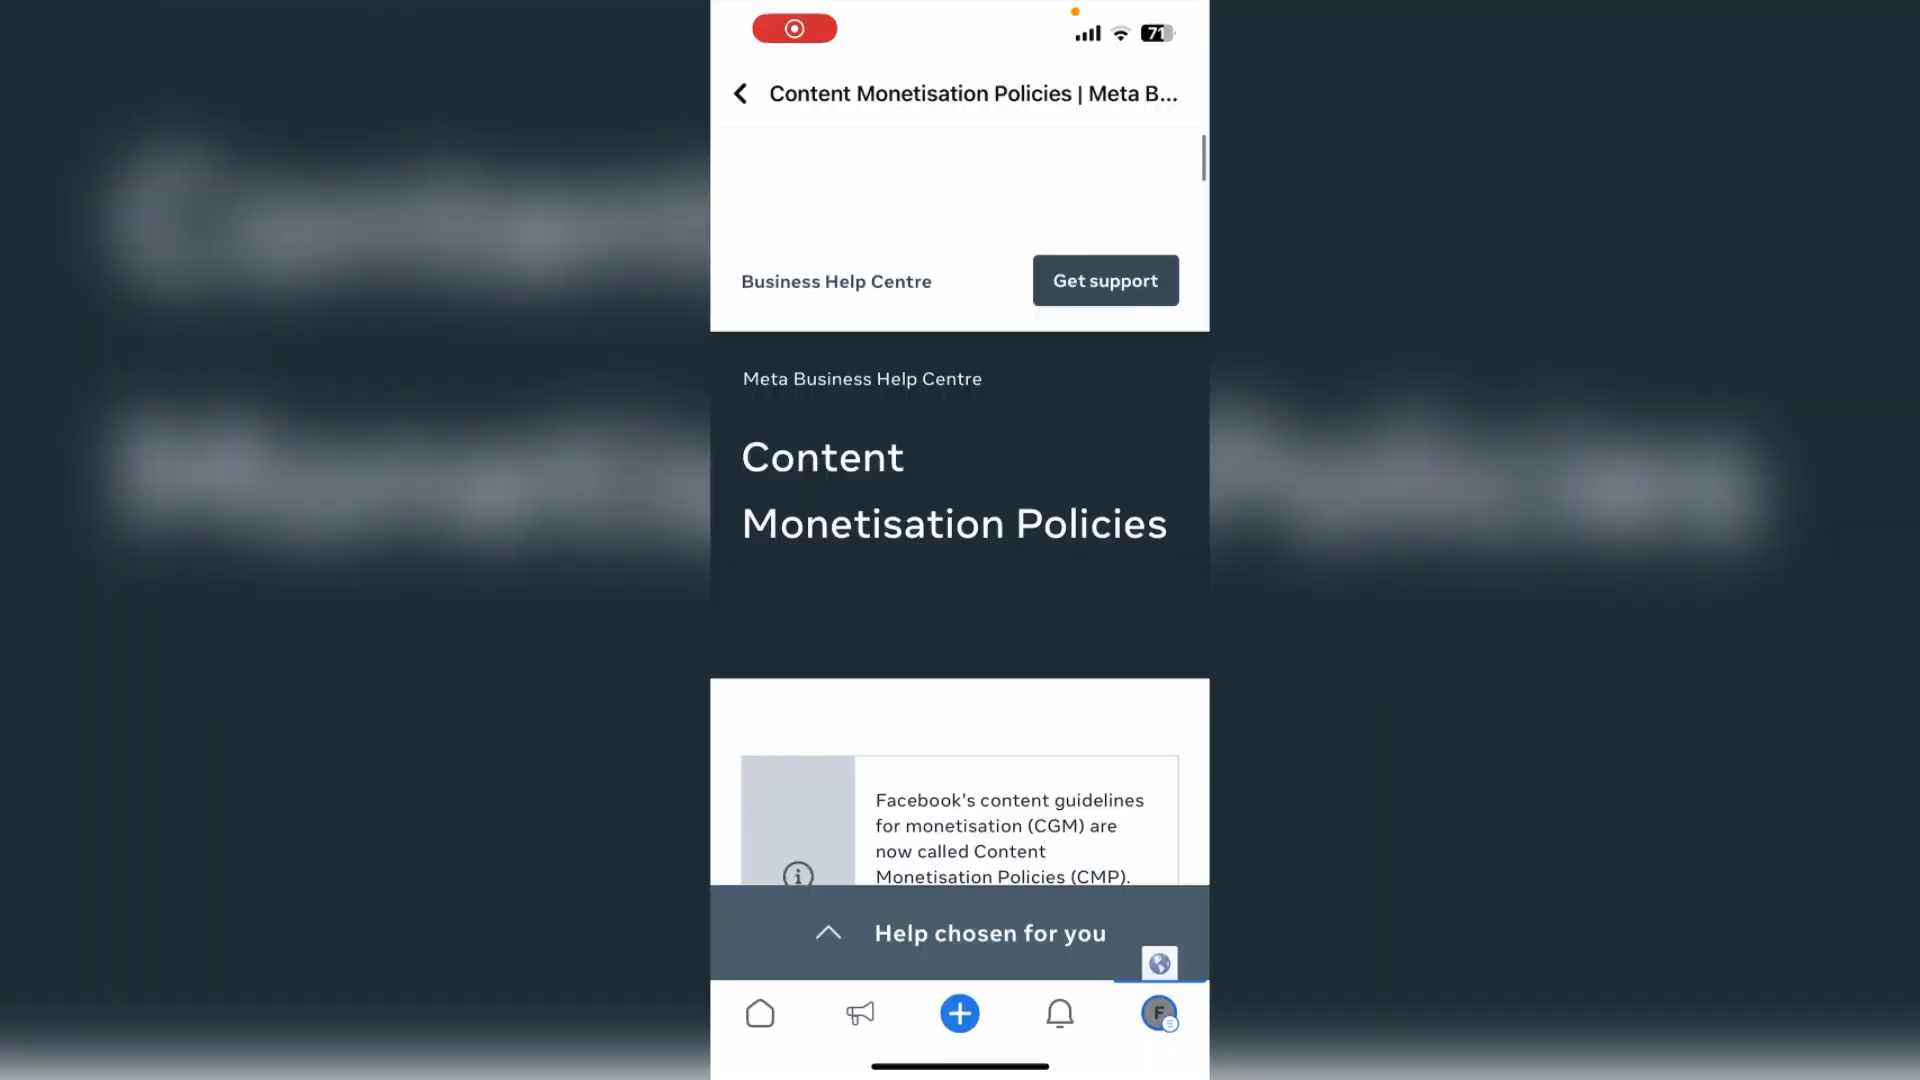 71
Content Monetisation Policies | Meta B...
Business Help Centre
Get support
Meta Business Help Centre
Content
Monetisation Policies
Facebook's content guidelines
for monetisation (CGM) are
now called Content
Monetisation Policies (CMP).
Help chosen for you
F